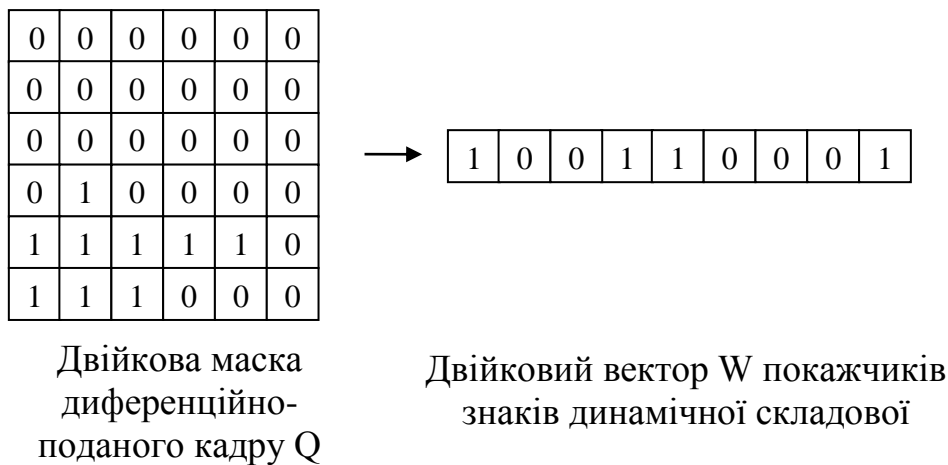 0 0 0 0 0 0
0 0 0 0 0 0
0 0 0 0 0 0
0 1 0 0 0 0
1 1 1 1 1 0
1 1 1 0 0 0
1 0 0 1 1 0 0 0 1
Двійкова маска
диференційно-
поданого кадру Q
Двійковий вектор W покажчиків
знаків динамічної складової